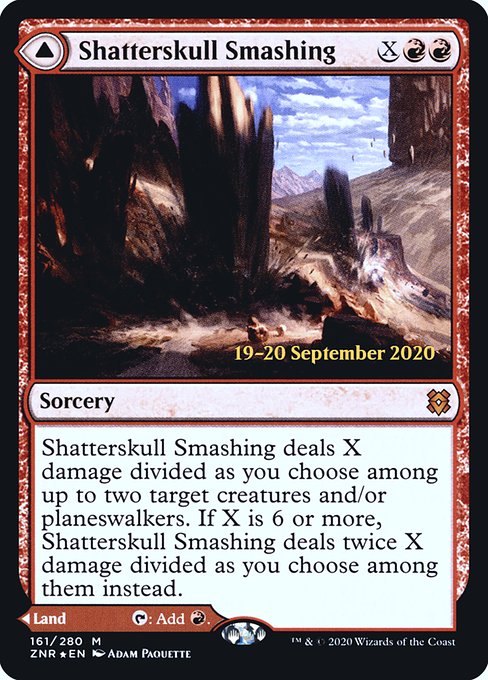 Shatterskull Smashing X
19–20 September 2020
Sorcery
Shatterskull Smashing deals X
damage divided as you choose among
up to two target creatures and/or
planeswalkers. If X is 6 or more,
Shatterskull Smashing deals twice X
damage divided as you choose among
them instead.
Land : Add .
161/280 M
ZNR ★ EN Adam Paquette
™ & © 2020 Wizards of the Coast